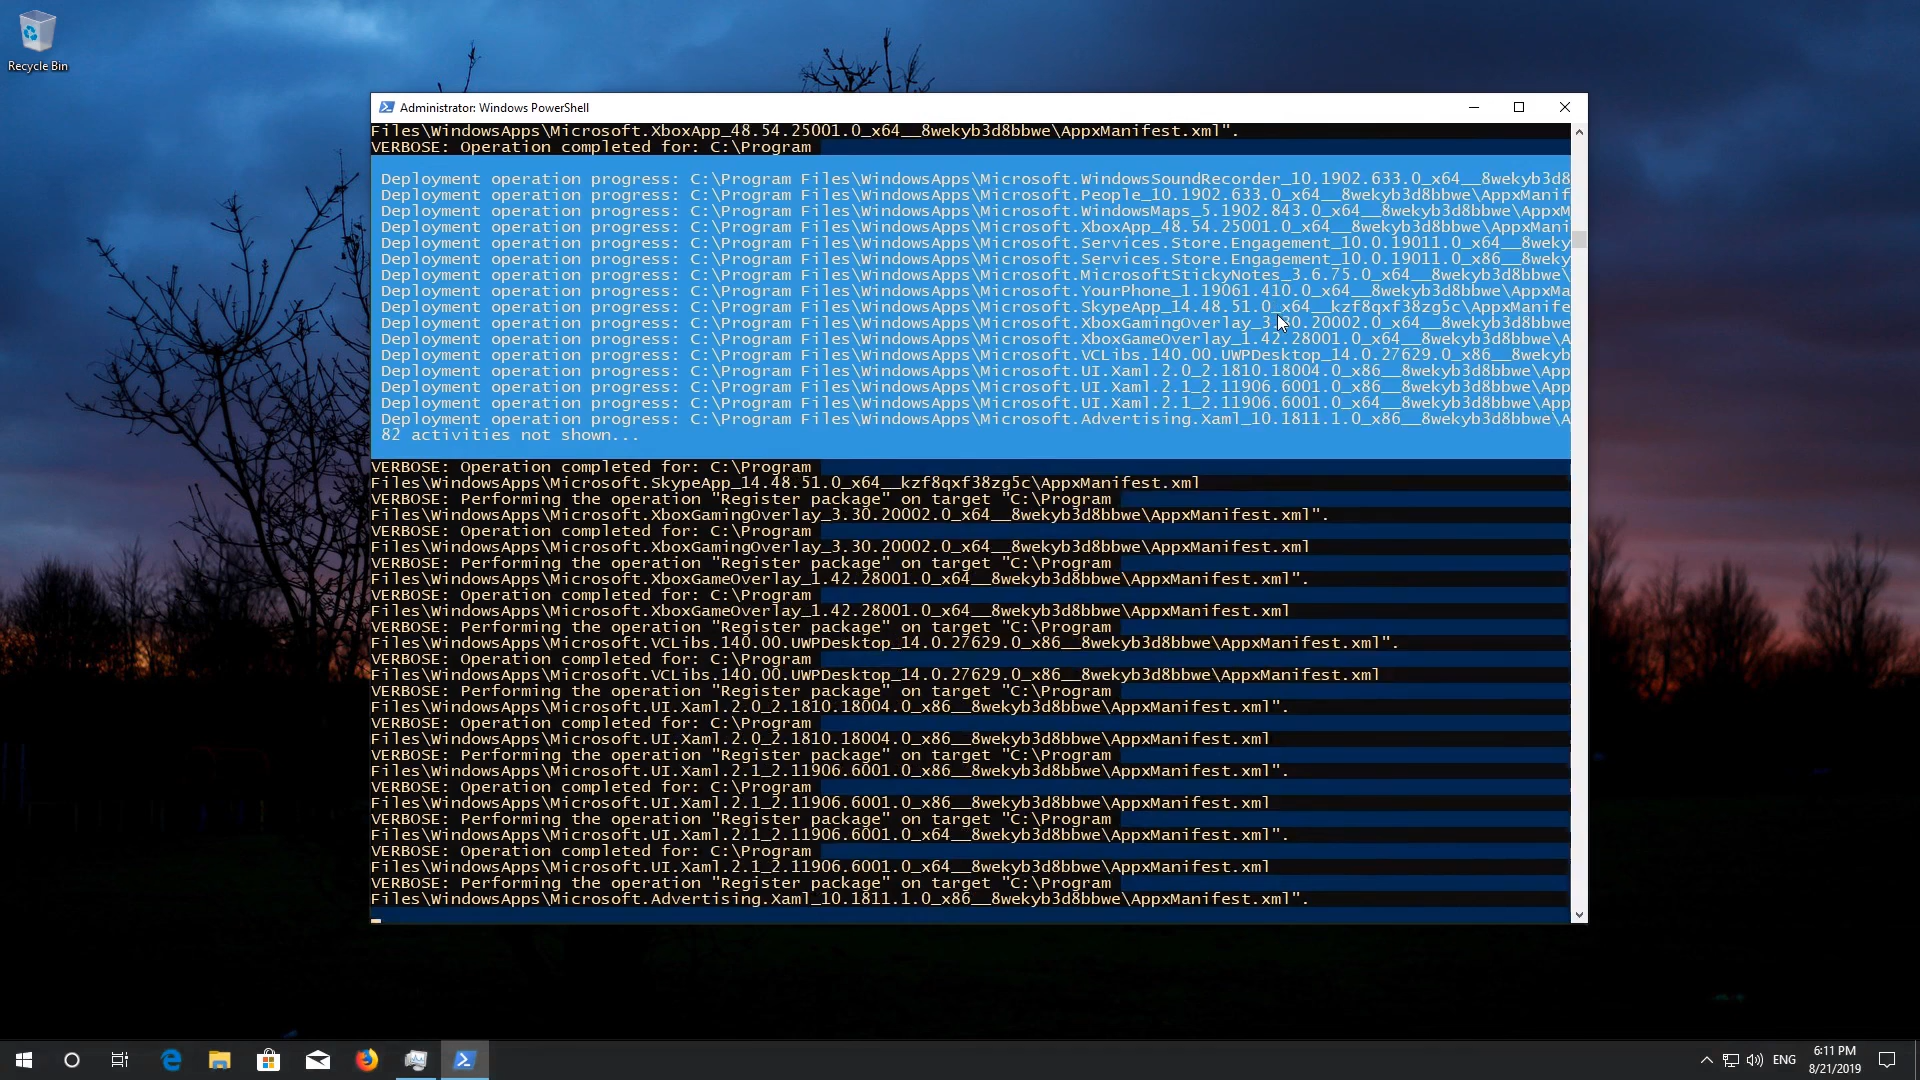 Recycle Bin
Administrator: Windows PowerShell
Files\WindowsApps\Microsoft.XboxApp_48.54.25001.0_x64__8wekyb3d8bbwe\AppxManifest.xml".
VERBOSE: Operation completed for: C:\Program
Deployment operation progress: C:\Program Files\WindowsApps\Microsoft.WindowsSoundRecorder_10.1902.633.0_x64__8wekyb3d8
Deployment operation progress: C:\Program Files\WindowsApps\Microsoft.People_10.1902.633.0_x64__8wekyb3d8bbwe\AppxManif
Deployment operation progress: C:\Program Files\WindowsApps\Microsoft.WindowsMaps_5.1902.843.0_x64__8wekyb3d8bbwe\AppxM
Deployment operation progress: C:\Program Files\WindowsApps\Microsoft.XboxApp_48.54.25001.0_x64__8wekyb3d8bbwe\AppxMani
Deployment operation progress: C:\Program Files\WindowsApps\Microsoft.Services.Store.Engagement_10.0.19011.0_x64__8weky
Deployment operation progress: C:\Program Files\WindowsApps\Microsoft.Services.Store.Engagement_10.0.19011.0_x86__8weky
Deployment operation progress: C:\Program Files\WindowsApps\Microsoft.MicrosoftStickyNotes_3.6.75.0_x64__8wekyb3d8bbwe\
Deployment operation progress: C:\Program Files\WindowsApps\Microsoft.YourPhone_1.19061.410.0_x64__8wekyb3d8bbwe\AppxMa
Deployment operation progress: C:\Program Files\WindowsApps\Microsoft.SkypeApp_14.48.51.0_x64__kzf8qxf38zg5c\AppxManife
Deployment operation progress: C:\Program Files\WindowsApps\Microsoft.XboxGamingOverlay_3.30.20002.0_x64__8wekyb3d8bbwe
Deployment operation progress: C:\Program Files\WindowsApps\Microsoft.XboxGameOverlay_1.42.28001.0_x64__8wekyb3d8bbwe\A
Deployment operation progress: C:\Program Files\WindowsApps\Microsoft.VCLibs.140.00.UWPDesktop_14.0.27629.0_x86__8wekyb
Deployment operation progress: C:\Program Files\WindowsApps\Microsoft.UI.Xaml.2.0_2.1810.18004.0_x86__8wekyb3d8bbwe\App
Deployment operation progress: C:\Program Files\WindowsApps\Microsoft.UI.Xaml.2.1_2.11906.6001.0_x86__8wekyb3d8bbwe\App
Deployment operation progress: C:\Program Files\WindowsApps\Microsoft.UI.Xaml.2.1_2.11906.6001.0_x64__8wekyb3d8bbwe\App
Deployment operation progress: C:\Program Files\WindowsApps\Microsoft.Advertising.Xaml_10.1811.1.0_x86__8wekyb3d8bbwe\A
82 activities not shown...
VERBOSE: Operation completed for: C:\Program
Files\WindowsApps\Microsoft.SkypeApp_14.48.51.0_x64__kzf8qxf38zg5c\AppxManifest.xml
VERBOSE: Performing the operation "Register package" on target "C:\Program
Files\WindowsApps\Microsoft.XboxGamingOverlay_3.30.20002.0_x64__8wekyb3d8bbwe\AppxManifest.xml".
VERBOSE: Operation completed for: C:\Program
Files\WindowsApps\Microsoft.XboxGamingOverlay_3.30.20002.0_x64__8wekyb3d8bbwe\AppxManifest.xml
VERBOSE: Performing the operation "Register package" on target "C:\Program
Files\WindowsApps\Microsoft.XboxGameOverlay_1.42.28001.0_x64__8wekyb3d8bbwe\AppxManifest.xml".
VERBOSE: Operation completed for: C:\Program
Files\WindowsApps\Microsoft.XboxGameOverlay_1.42.28001.0_x64__8wekyb3d8bbwe\AppxManifest.xml
VERBOSE: Performing the operation "Register package" on target "C:\Program
Files\WindowsApps\Microsoft.VCLibs.140.00.UWPDesktop_14.0.27629.0_x86__8wekyb3d8bbwe\AppxManifest.xml".
VERBOSE: Operation completed for: C:\Program
Files\WindowsApps\Microsoft.VCLibs.140.00.UWPDesktop_14.0.27629.0_x86__8wekyb3d8bbwe\AppxManifest.xml
VERBOSE: Performing the operation "Register package" on target "C:\Program
Files\WindowsApps\Microsoft.UI.Xaml.2.0_2.1810.18004.0_x86__8wekyb3d8bbwe\AppxManifest.xml".
VERBOSE: Operation completed for: C:\Program
Files\WindowsApps\Microsoft.UI.Xaml.2.0_2.1810.18004.0_x86__8wekyb3d8bbwe\AppxManifest.xml
VERBOSE: Performing the operation "Register package" on target "C:\Program
Files\WindowsApps\Microsoft.UI.Xaml.2.1_2.11906.6001.0_x86__8wekyb3d8bbwe\AppxManifest.xml".
VERBOSE: Operation completed for: C:\Program
Files\WindowsApps\Microsoft.UI.Xaml.2.1_2.11906.6001.0_x86__8wekyb3d8bbwe\AppxManifest.xml
VERBOSE: Performing the operation "Register package" on target "C:\Program
Files\WindowsApps\Microsoft.UI.Xaml.2.1_2.11906.6001.0_x64__8wekyb3d8bbwe\AppxManifest.xml".
VERBOSE: Operation completed for: C:\Program
Files\WindowsApps\Microsoft.UI.Xaml.2.1_2.11906.6001.0_x64__8wekyb3d8bbwe\AppxManifest.xml
VERBOSE: Performing the operation "Register package" on target "C:\Program
Files\WindowsApps\Microsoft.Advertising.Xaml_10.1811.1.0_x86__8wekyb3d8bbwe\AppxManifest.xml".
ENG
6:11 PM
8/21/2019